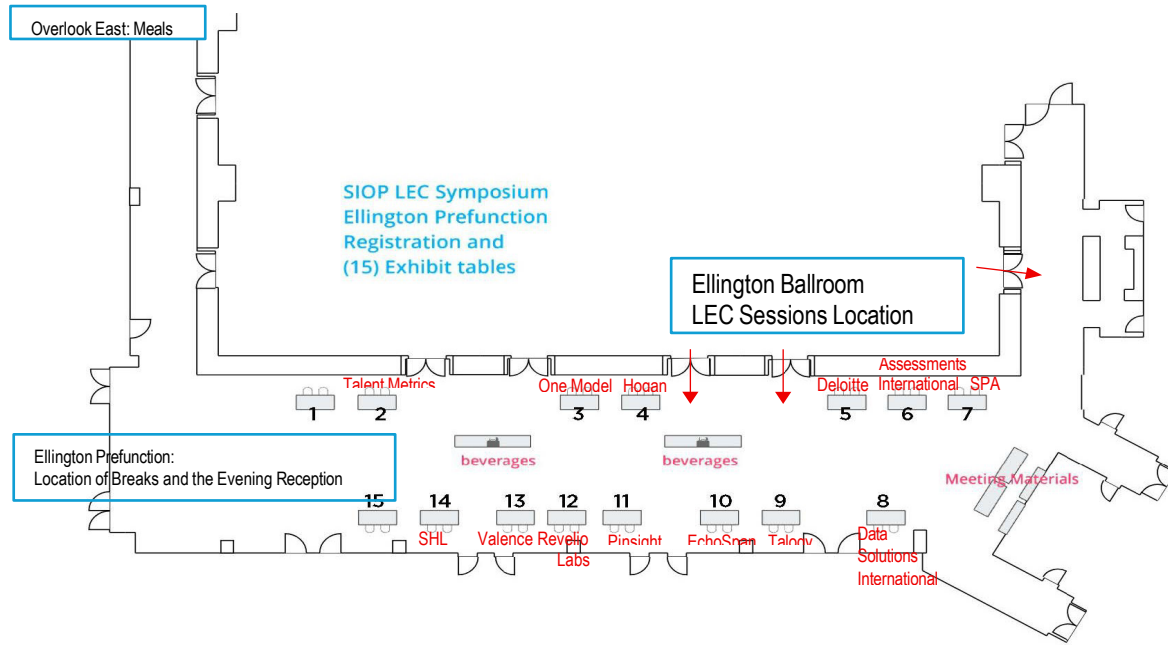 Overlook East: Meals
SIOP LEC Symposium
Ellington Prefunction
Registration and
(15) Exhibit tables
Ellington Ballroom
LEC Sessions Location
Talent Metrics
One Model
Hogan
Deloitte
Assessments
International
SPA
1
2
3
4
5
6
7
beverages
beverages
Ellington Prefunction:
Location of Breaks and the Evening Reception
Meeting Materials
15
14
13
12
11
10
9
8
SHL
Valence
Revelio
Labs
Pinsight
EchoSpan
Talogy
Data
Solutions
International